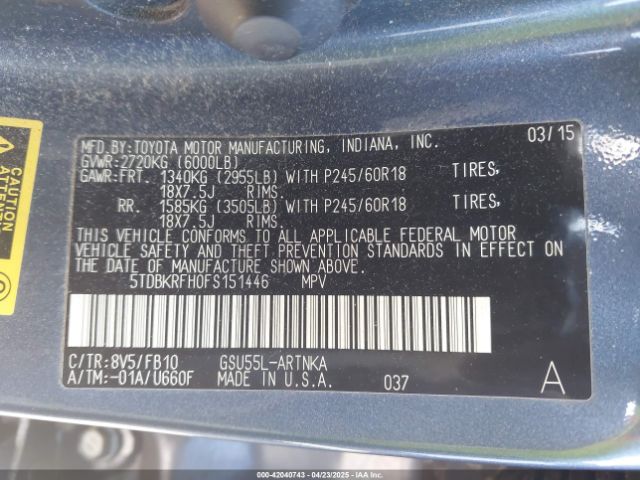 MFD. BY: TOYOTA MOTOR MANUFACTURING, INDIANA, INC. 03/15
GVWR: 2720KG (6000LB)
GAWR: FRT. 1340KG (2955LB) WITH P245/60R18 TIRES,
18X7.5J RIMS.
RR. 1585KG (3505LB) WITH P245/60R18 TIRES,
18X7.5J RIMS.
THIS VEHICLE CONFORMS TO ALL APPLICABLE FEDERAL MOTOR
VEHICLE SAFETY AND THEFT PREVENTION STANDARDS IN EFFECT ON
THE DATE OF MANUFACTURE SHOWN ABOVE.
5TDBKRFH0FS151446 MPV
C/TR: 8V5/FB10 GSU55L-ARTNKA
A/TM: -01A/U660F MADE IN U.S.A. 037 A
CAUTION
000-42040743 - 04/23/2025 - www.iaai.com